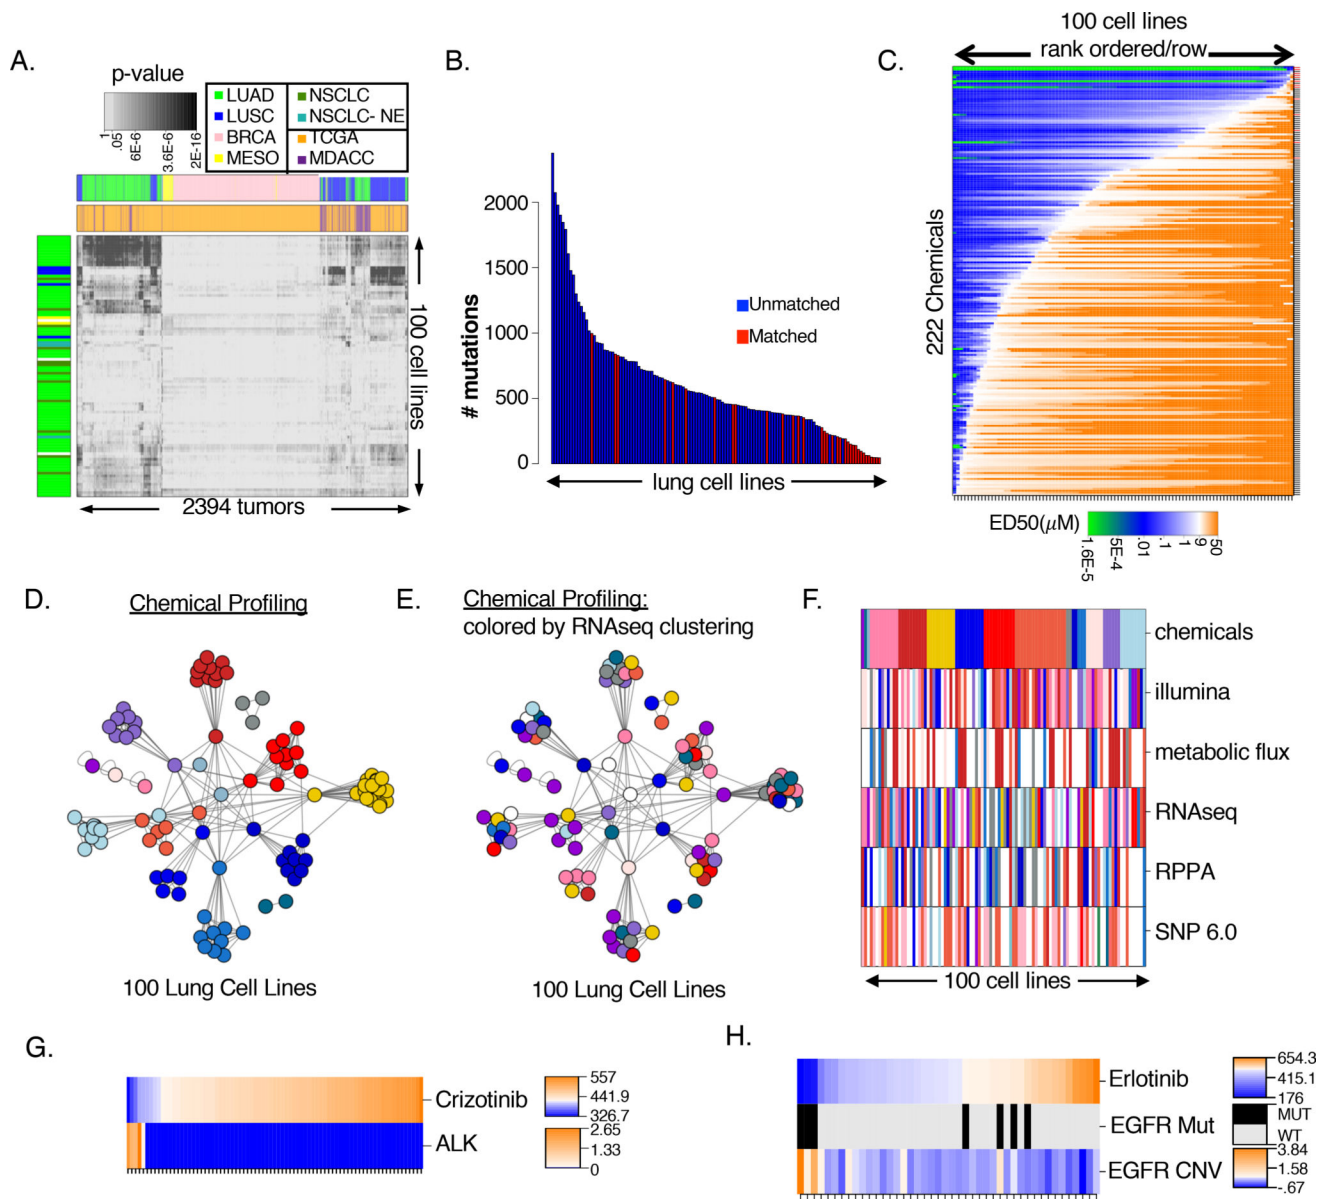 A.
p-value
1
.05
6E-6
3.6E-6
2E-16
LUAD
LUSC
BRCA
MESO
NSCLC
NSCLC- NE
TCGA
MDACC
100 cell lines
2394 tumors
B.
# mutations
2000
1500
1000
500
0
Unmatched
Matched
lung cell lines
C.
100 cell lines
rank ordered/row
222 Chemicals
ED50(µM)
1.6E-5
5E-4
.01
.1
1
9
50
D.
Chemical Profiling
100 Lung Cell Lines
E.
Chemical Profiling:
colored by RNAseq clustering
100 Lung Cell Lines
F.
chemicals
illumina
metabolic flux
RNAseq
RPPA
SNP 6.0
100 cell lines
G.
Crizotinib
ALK
557
441.9
326.7
2.65
1.33
0
H.
Erlotinib
EGFR Mut
EGFR CNV
654.3
415.1
176
MUT
WT
3.84
1.58
-.67